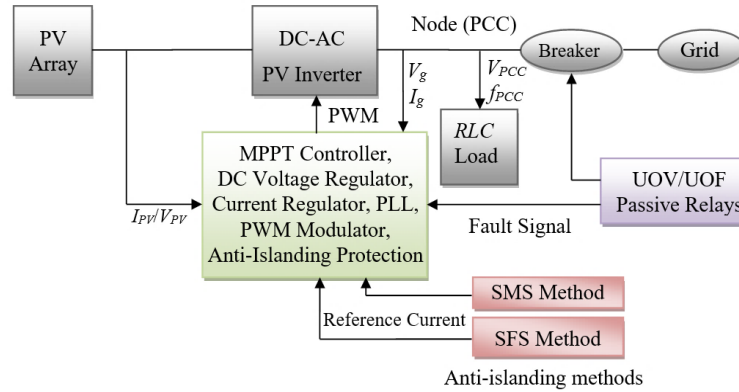 PV
Array
DC-AC
PV Inverter
Node (PCC)
Breaker
Grid
Vg
Ig
VPCC
fPCC
PWM
RLC
Load
MPPT Controller,
DC Voltage Regulator,
Current Regulator, PLL,
PWM Modulator,
Anti-Islanding Protection
UOV/UOF
Passive Relays
IPV/VPV
Fault Signal
SMS Method
Reference Current
SFS Method
Anti-islanding methods